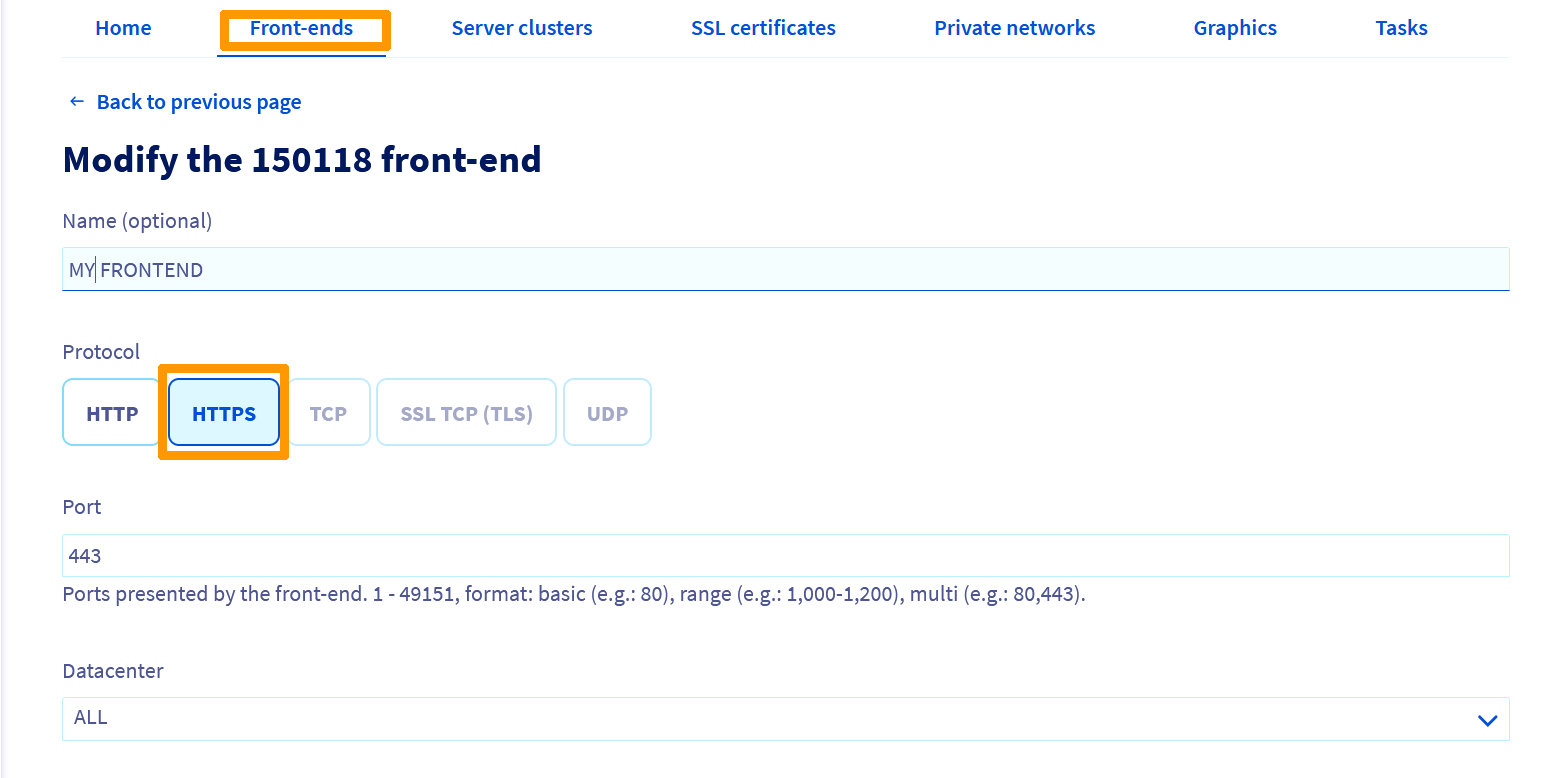 Home Front-ends Server clusters SSL certificates Private networks Graphics Tasks
← Back to previous page
Modify the 150118 front-end
Name (optional)
MY FRONTEND
Protocol
HTTP HTTPS TCP SSL TCP (TLS) UDP
Port
443
Ports presented by the front-end. 1 - 49151, format: basic (e.g.: 80), range (e.g.: 1,000-1,200), multi (e.g.: 80,443).
Datacenter
ALL